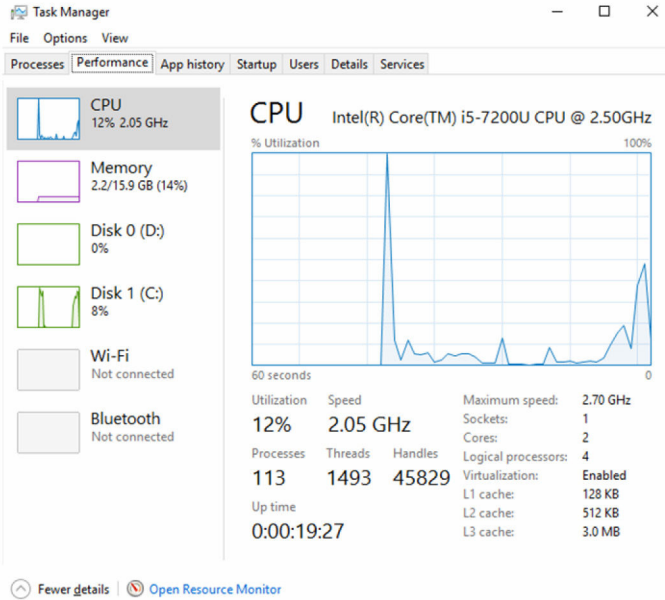 Task Manager
File Options View
Processes Performance App history Startup Users Details Services
CPU
12% 2.05 GHz
Memory
2.2/15.9 GB (14%)
Disk 0 (D:)
0%
Disk 1 (C:)
8%
Wi-Fi
Not connected
Bluetooth
Not connected
CPU Intel(R) Core(TM) i5-7200U CPU @ 2.50GHz
% Utilization 100%
60 seconds 0
Utilization Speed
12% 2.05 GHz
Processes Threads Handles
113 1493 45829
Up time
0:00:19:27
Maximum speed: 2.70 GHz
Sockets: 1
Cores: 2
Logical processors: 4
Virtualization: Enabled
L1 cache: 128 KB
L2 cache: 512 KB
L3 cache: 3.0 MB
Fewer details Open Resource Monitor